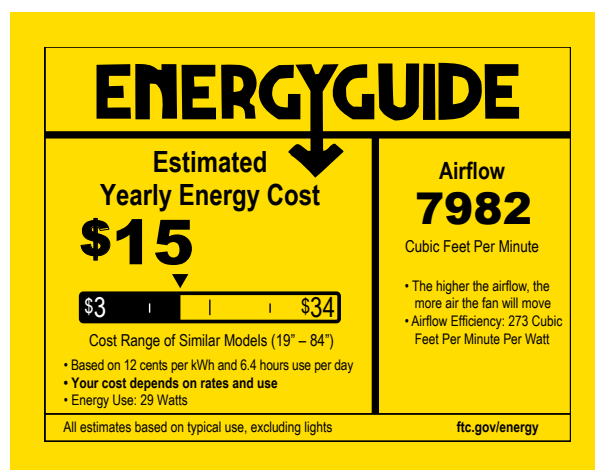 ENERGYGUIDE
Estimated
Yearly Energy Cost
$15
$3 $34
Cost Range of Similar Models (19” – 84”)
• Based on 12 cents per kWh and 6.4 hours use per day
• Your cost depends on rates and use
• Energy Use: 29 Watts
Airflow
7982
Cubic Feet Per Minute
• The higher the airflow, the
more air the fan will move
• Airflow Efficiency: 273 Cubic
Feet Per Minute Per Watt
All estimates based on typical use, excluding lights
ftc.gov/energy